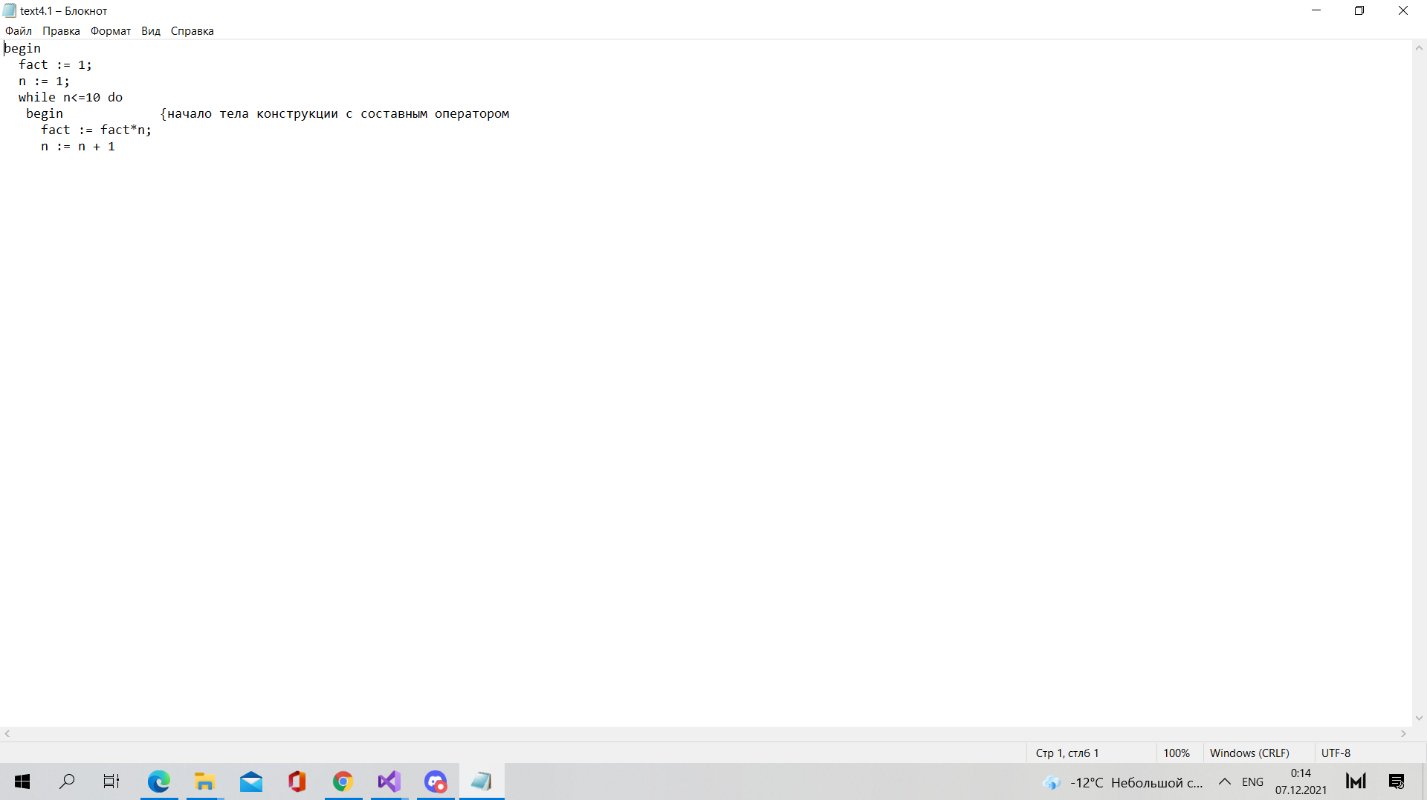 text4.1 – Блокнот
Файл Правка Формат Вид Справка
begin
  fact := 1;
  n := 1;
  while n<=10 do
   begin             {начало тела конструкции с составным оператором
     fact := fact*n;
     n := n + 1
Стр 1, стлб 1 100% Windows (CRLF) UTF-8
-12°C Небольшой с... ENG 0:14
07.12.2021